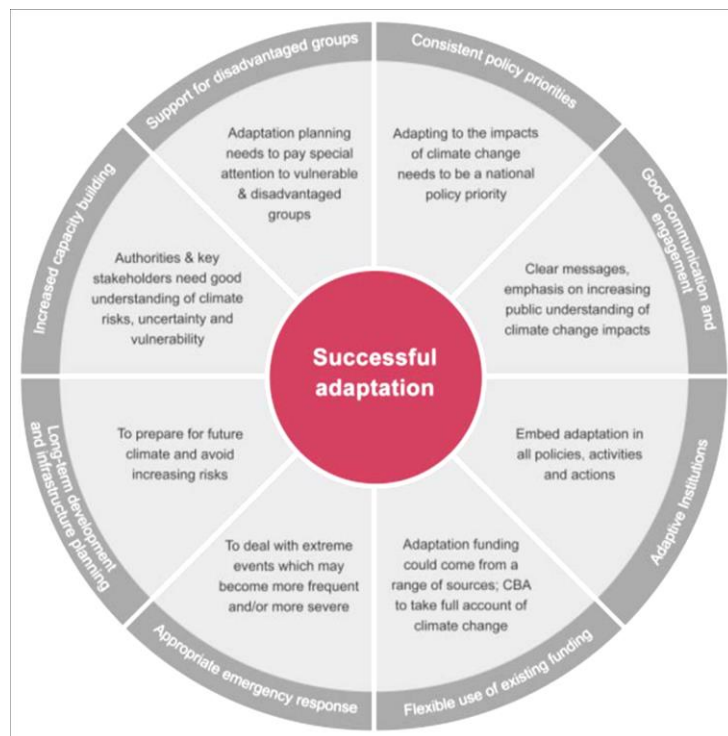 Support for disadvantaged groups
Adaptation planning
needs to pay special
attention to vulnerable
& disadvantaged
groups
Consistent policy priorities
Adapting to the impacts
of climate change
needs to be a national
policy priority
Good communication and
engagement
Clear messages,
emphasis on increasing
public understanding of
climate change impacts
Adaptive Institutions
Embed adaptation in
all policies, activities
and actions
Flexible use of existing funding
Adaptation funding
could come from a
range of sources; CBA
to take full account of
climate change
Appropriate emergency response
To deal with extreme
events which may
become more frequent
and/or more severe
Long-term development
and infrastructure planning
To prepare for future
climate and avoid
increasing risks
Increased capacity building
Authorities & key
stakeholders need good
understanding of climate
risks, uncertainty and
vulnerability
Successful
adaptation